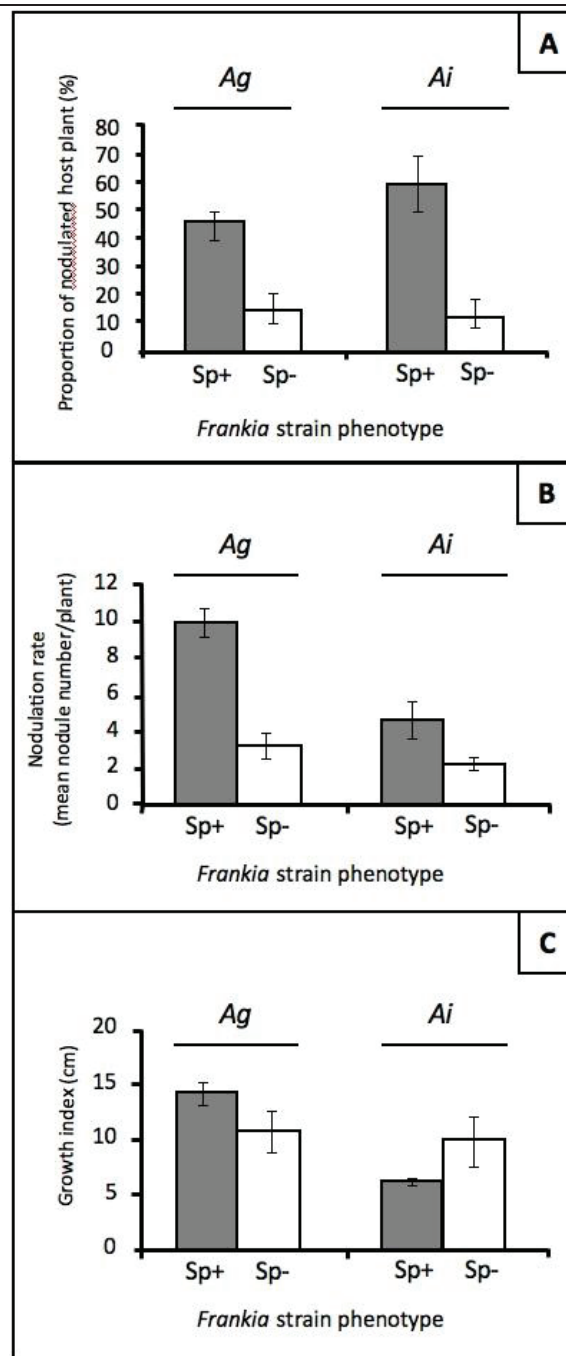 A
Ag Ai
Proportion of nodulated host plant (%)
80
70
60
50
40
30
20
10
0
Sp+ Sp- Sp+ Sp-
Frankia strain phenotype
B
Ag Ai
Nodulation rate
(mean nodule number/plant)
12
10
8
6
4
2
0
Sp+ Sp- Sp+ Sp-
Frankia strain phenotype
C
Ag Ai
Growth index (cm)
20
15
10
5
0
Sp+ Sp- Sp+ Sp-
Frankia strain phenotype